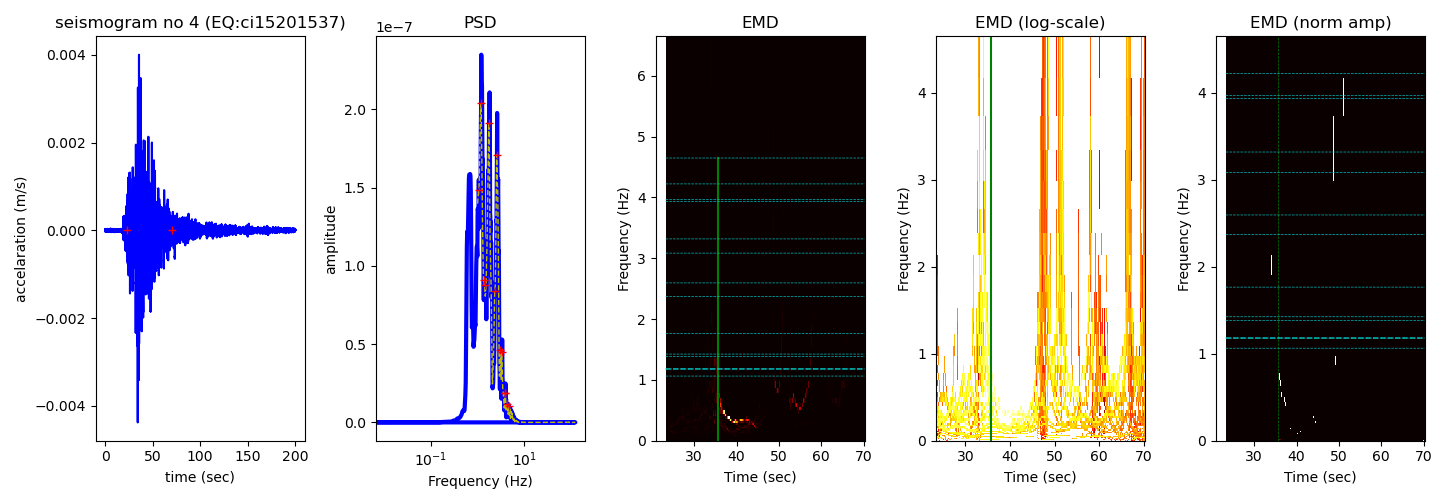 seismogram no 4 (EQ:ci15201537)
PSD
EMD
EMD (log-scale)
EMD (norm amp)
1e−7
accelaration (m/s)
0.004
0.002
0.000
−0.002
−0.004
0 50 100 150 200
time (sec)
amplitude
2.0
1.5
1.0
0.5
0.0
10⁻¹ 10¹
Frequency (Hz)
Frequency (Hz)
6
5
4
3
2
1
0
30 40 50 60 70
Time (sec)
Frequency (Hz)
4
3
2
1
0
30 40 50 60 70
Time (sec)
Frequency (Hz)
4
3
2
1
0
30 40 50 60 70
Time (sec)